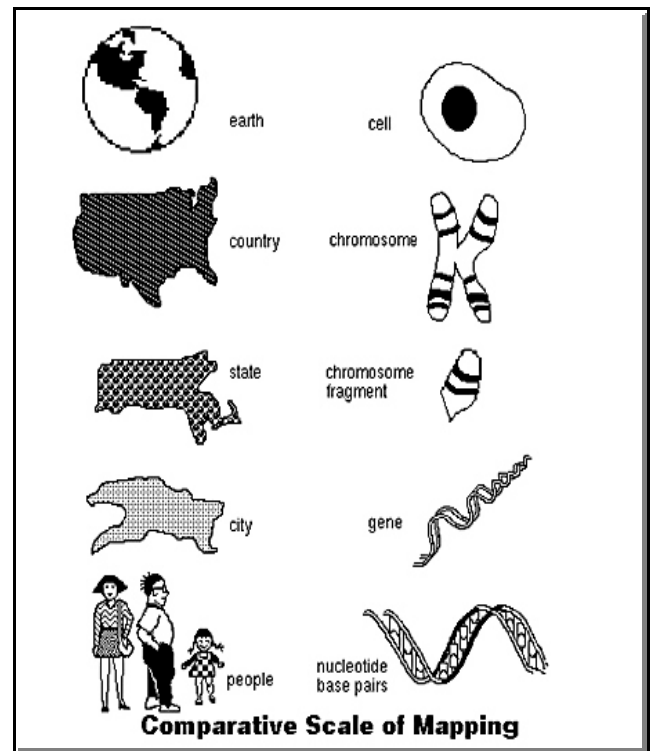 earth
cell
country
chromosome
state
chromosome
fragment
city
gene
people
nucleotide
base pairs
Comparative Scale of Mapping